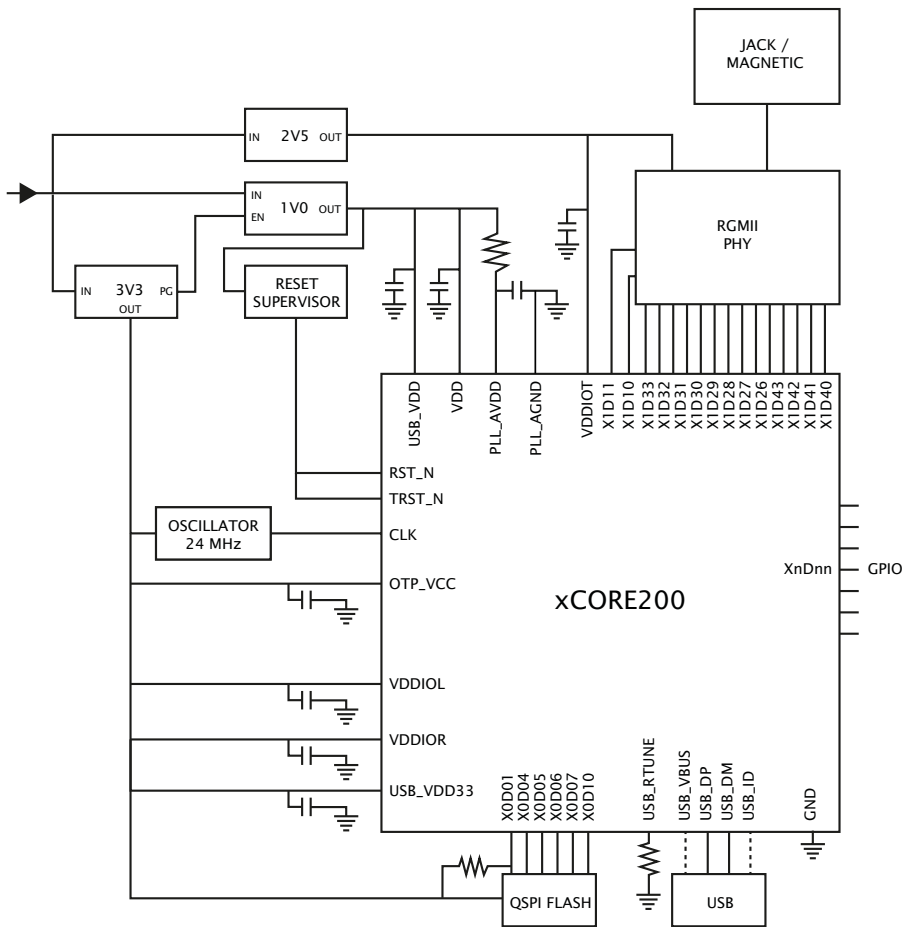 JACK /
MAGNETIC
IN 2V5 OUT
IN
1V0 OUT
EN
RGMII
PHY
IN 3V3 PG
OUT
RESET
SUPERVISOR
USB_VDD
VDD
PLL_AVDD
PLL_AGND
VDDIOT
X1D11
X1D10
X1D33
X1D32
X1D31
X1D30
X1D29
X1D28
X1D27
X1D26
X1D43
X1D42
X1D41
X1D40
RST_N
TRST_N
OSCILLATOR
24 MHz
CLK
XnDnn GPIO
OTP_VCC
xCORE200
VDDIOL
VDDIOR
USB_VDD33
X0D01
X0D04
X0D05
X0D06
X0D07
X0D10
USB_RTUNE
USB_VBUS
USB_DP
USB_DM
USB_ID
GND
QSPI FLASH
USB